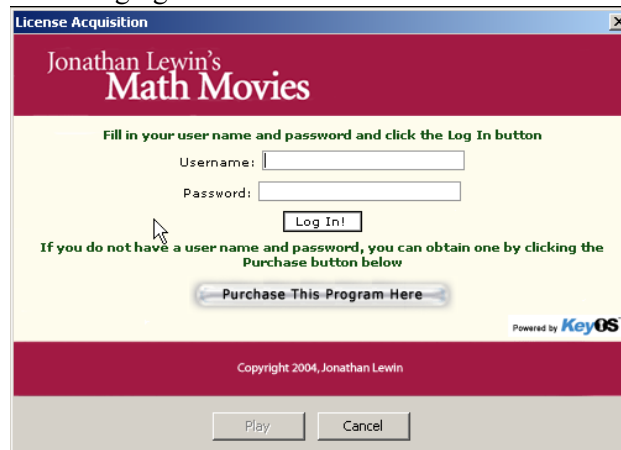 License Acquisition
Jonathan Lewin's
Math Movies
Fill in your user name and password and click the Log In button
Username:
Password:
Log In!
If you do not have a user name and password, you can obtain one by clicking the
Purchase button below
Purchase This Program Here
Powered by KeyOS
Copyright 2004, Jonathan Lewin
Play Cancel